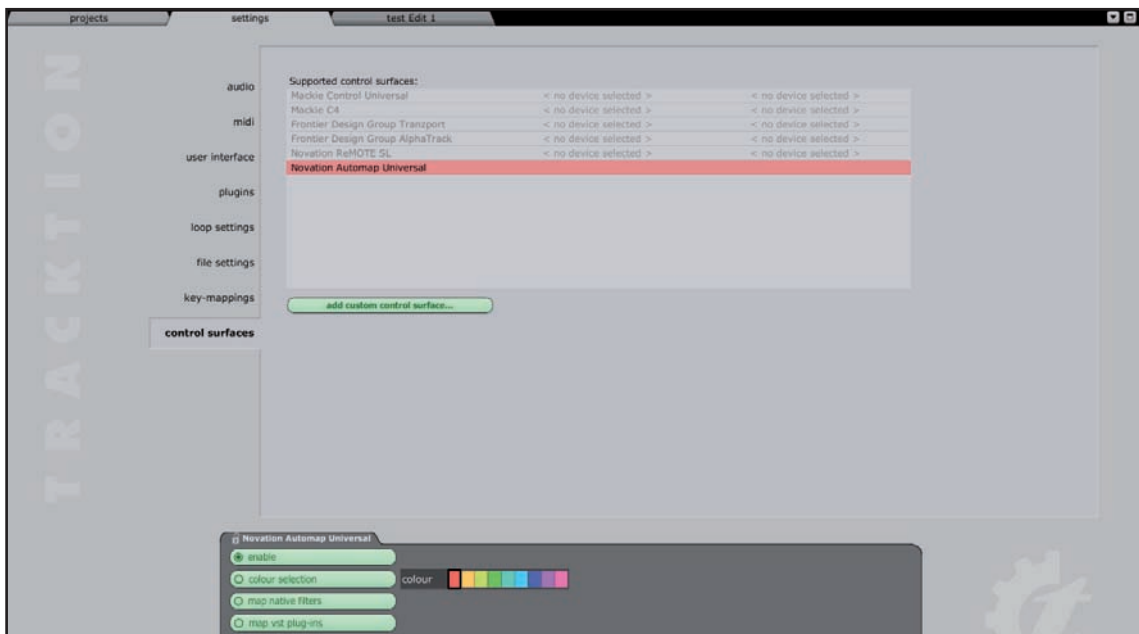 projects settings test Edit 1
TRACKTION
audio
midi
user interface
plugins
loop settings
file settings
key-mappings
control surfaces
Supported control surfaces:
Mackie Control Universal < no device selected > < no device selected >
Mackie C4 < no device selected > < no device selected >
Frontier Design Group Tranzport < no device selected > < no device selected >
Frontier Design Group AlphaTrack < no device selected > < no device selected >
Novation ReMOTE SL < no device selected > < no device selected >
Novation Automap Universal
add custom control surface...
Novation Automap Universal
enable
colour selection colour
map native filters
map vst plug-ins